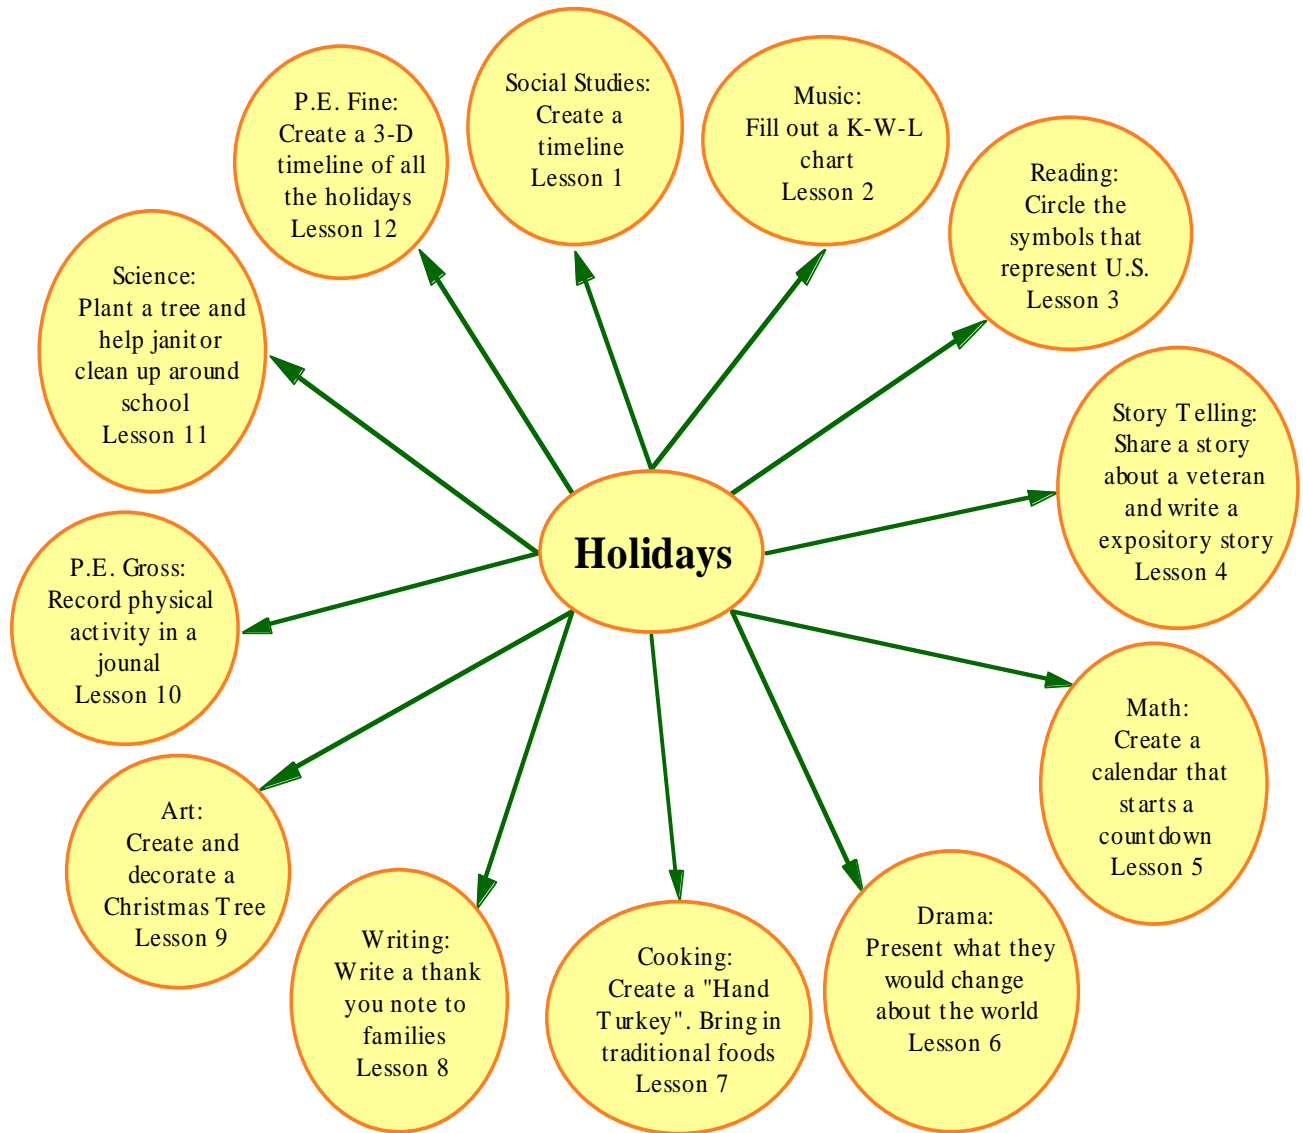 Holidays
Social Studies:
Create a
timeline
Lesson 1
Music:
Fill out a K-W-L
chart
Lesson 2
Reading:
Circle the
symbols that
represent U.S.
Lesson 3
Story Telling:
Share a story
about a veteran
and write a
expository story
Lesson 4
Math:
Create a
calendar that
starts a
countdown
Lesson 5
Drama:
Present what they
would change
about the world
Lesson 6
Cooking:
Create a "Hand
Turkey". Bring in
traditional foods
Lesson 7
Writing:
Write a thank
you note to
families
Lesson 8
Art:
Create and
decorate a
Christmas Tree
Lesson 9
P.E. Gross:
Record physical
activity in a
jounal
Lesson 10
Science:
Plant a tree and
help janitor
clean up around
school
Lesson 11
P.E. Fine:
Create a 3-D
timeline of all
the holidays
Lesson 12